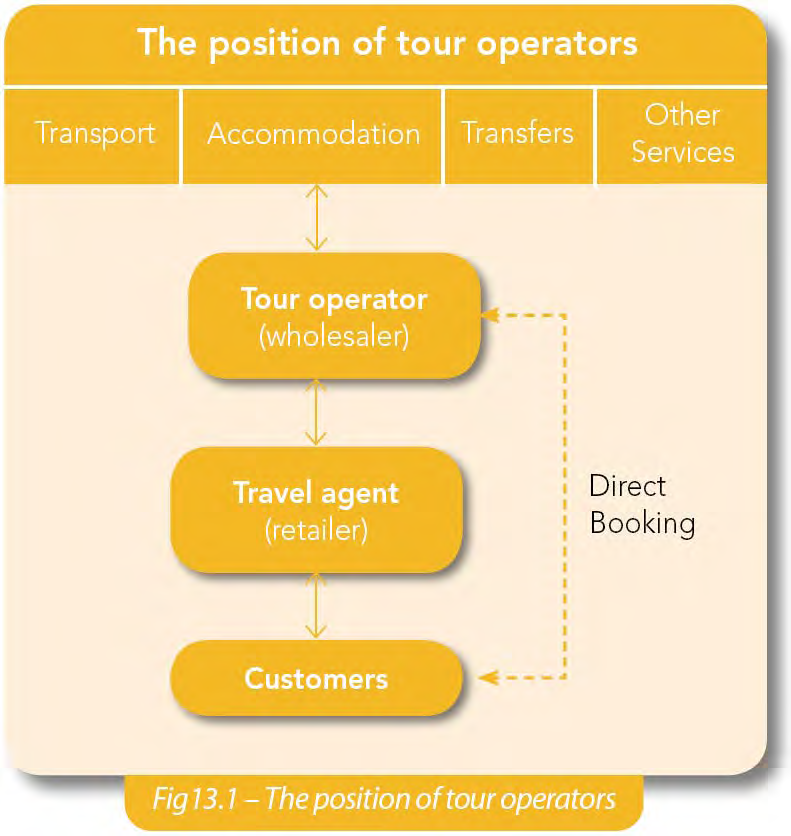 The position of tour operators
Transport
Accommodation
Transfers
Other
Services
Tour operator
(wholesaler)
Travel agent
(retailer)
Direct
Booking
Customers
Fig13.1 – The position of tour operators